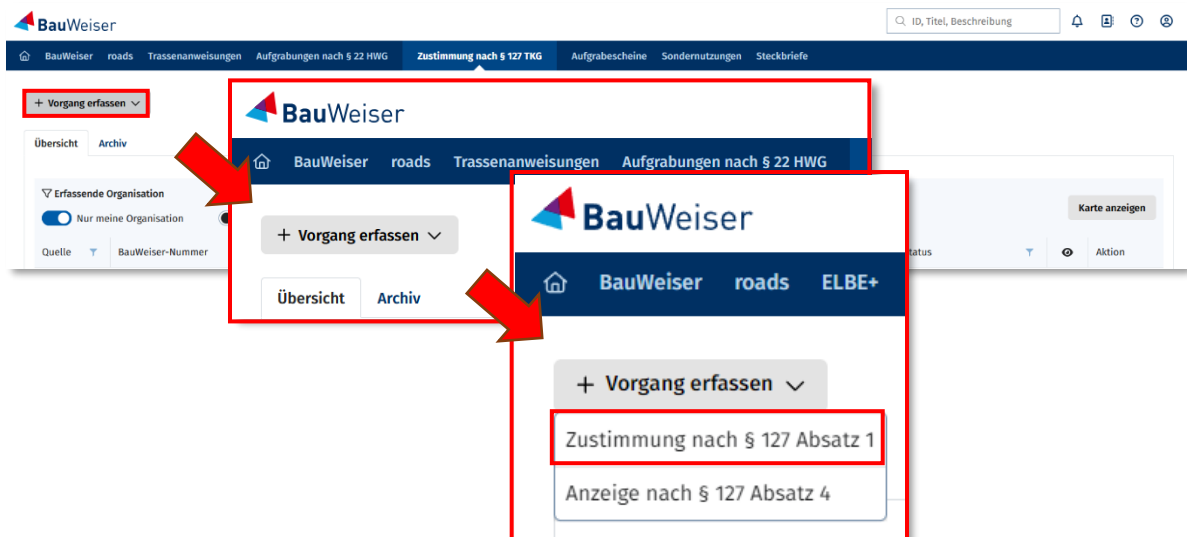 BauWeiser
ID, Titel, Beschreibung
BauWeiser roads Trassenanweisungen Aufgrabungen nach § 22 HWG Zustimmung nach § 127 TKG Aufgrabescheine Sondernutzungen Steckbriefe
+ Vorgang erfassen
Übersicht Archiv
Erfassende Organisation
Nur meine Organisation
Karte anzeigen
Quelle BauWeiser-Nummer
tatus
Aktion
BauWeiser
BauWeiser roads Trassenanweisungen Aufgrabungen nach § 22 HWG
+ Vorgang erfassen
Übersicht Archiv
BauWeiser
BauWeiser roads ELBE+
+ Vorgang erfassen
Zustimmung nach § 127 Absatz 1
Anzeige nach § 127 Absatz 4